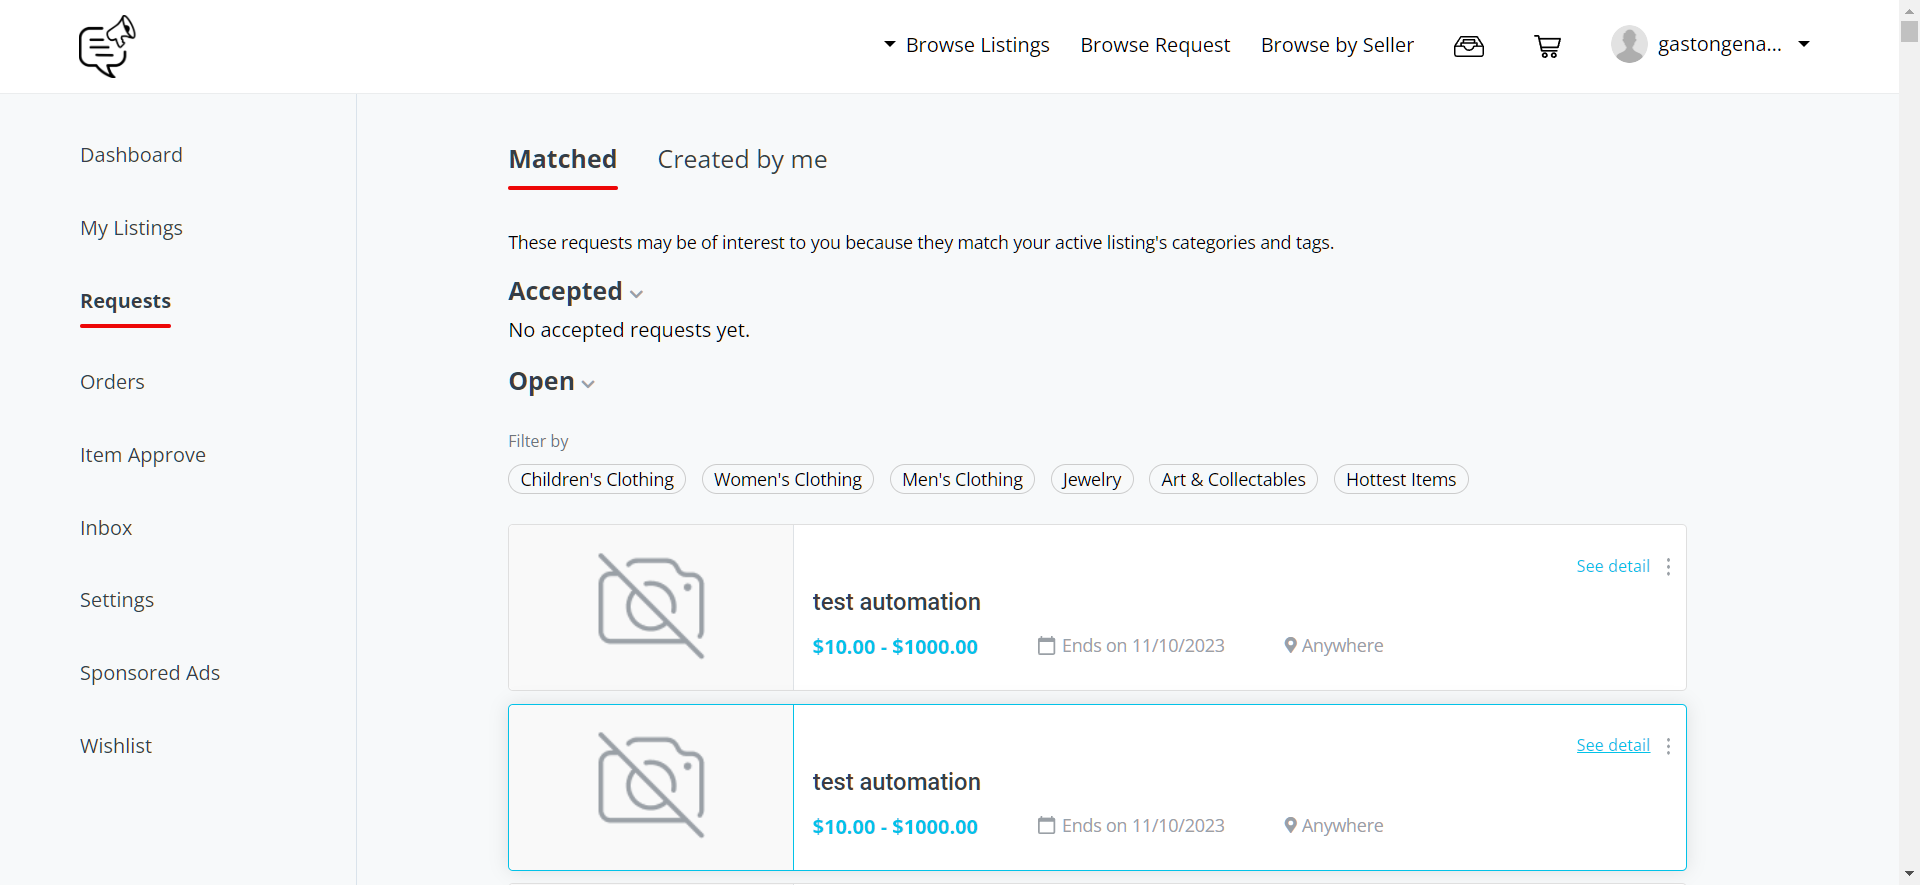 Browse Listings Browse Request Browse by Seller gastongena...
Dashboard
My Listings
Requests
Orders
Item Approve
Inbox
Settings
Sponsored Ads
Wishlist
Matched Created by me
These requests may be of interest to you because they match your active listing's categories and tags.
Accepted
No accepted requests yet.
Open
Filter by
Children's Clothing Women's Clothing Men's Clothing Jewelry Art & Collectables Hottest Items
See detail
test automation
$10.00 - $1000.00 Ends on 11/10/2023 Anywhere
See detail
test automation
$10.00 - $1000.00 Ends on 11/10/2023 Anywhere